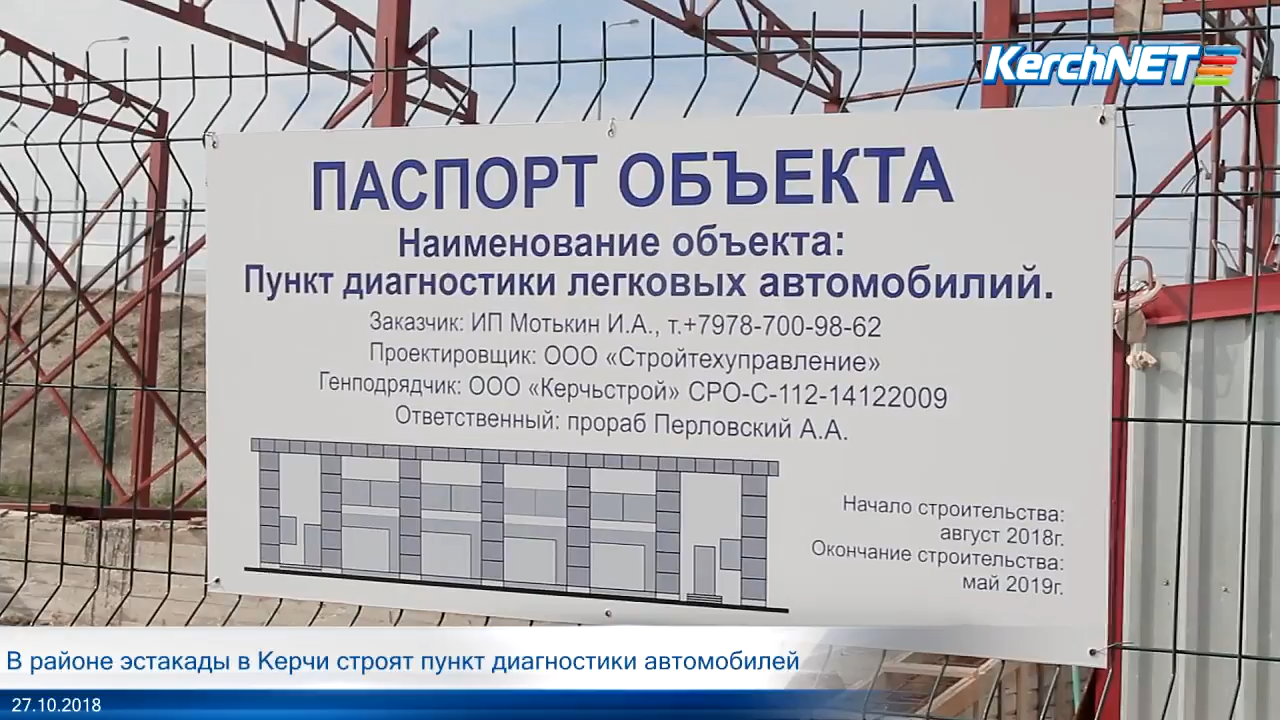 KerchNET
ПАСПОРТ ОБЪЕКТА
Наименование объекта:
Пункт диагностики легковых автомобилий.
Заказчик: ИП Мотькин И.А., т.+7978-700-98-62
Проектировщик: ООО «Стройтехуправление»
Генподрядчик: ООО «Керчьстрой» СРО-С-112-14122009
Ответственный: прораб Перловский А.А.
Начало строительства:
август 2018г.
Окончание строительства:
май 2019г.
В районе эстакады в Керчи строят пункт диагностики автомобилей
27.10.2018